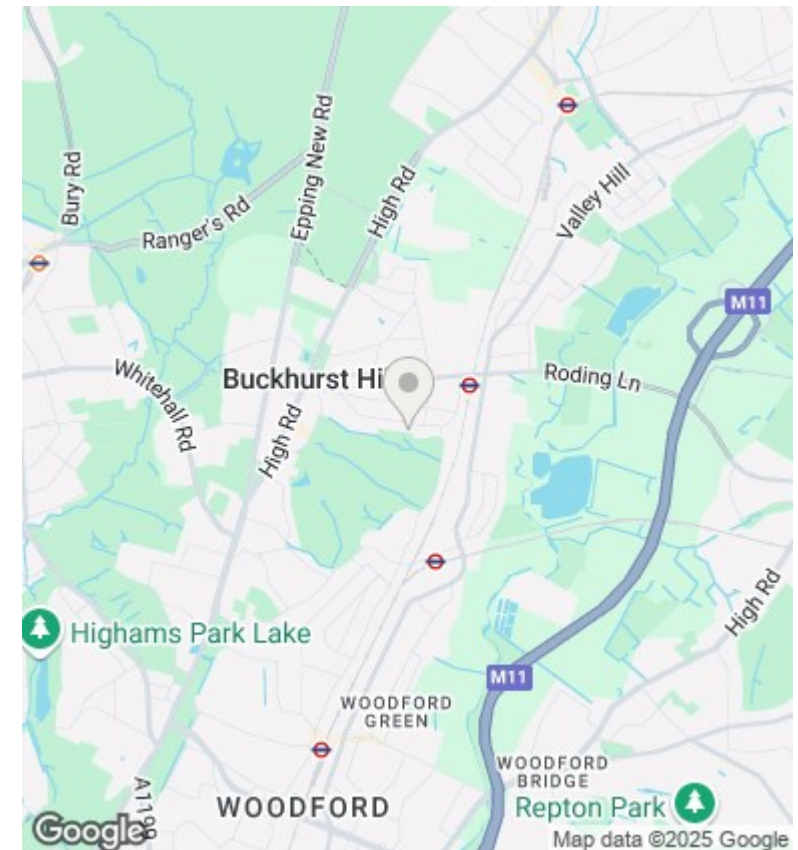 Epping New Rd
Bury Rd
High Rd
Ranger's Rd
Valley Hill
M11
Buckhurst Hi
Roding Ln
Whitehall Rd
High Rd
Highams Park Lake
High Rd
M11
WOODFORD
GREEN
WOODFORD
BRIDGE
A1199
WOODFORD
Repton Park
Google
Map data ©2025 Google